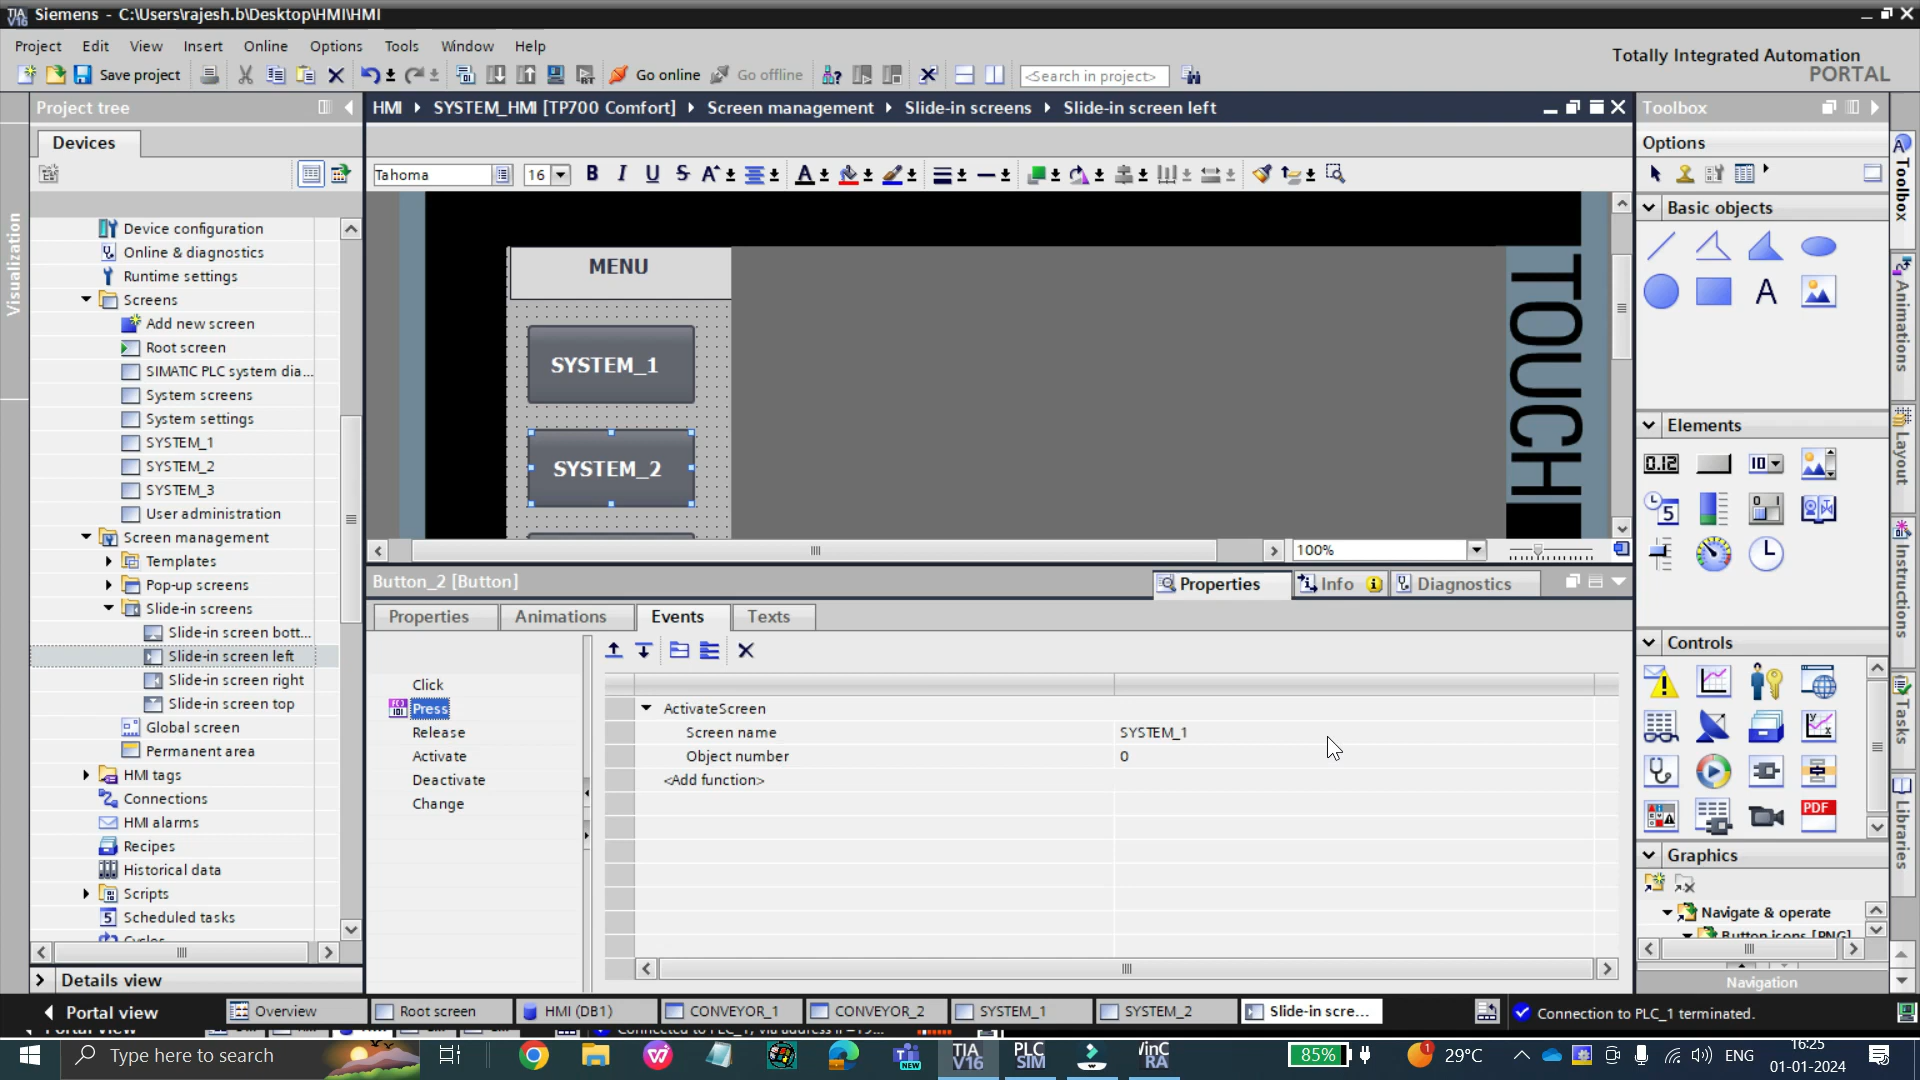 Siemens - C:\Users\rajesh.b\Desktop\HMI\HMI
Project Edit View Insert Online Options Tools Window Help
Totally Integrated Automation
PORTAL
Save project
Go online
Go offline
<Search in project>
Project tree
HMI SYSTEM_HMI [TP700 Comfort] Screen management Slide-in screens Slide-in screen left
Toolbox
Devices
Options
Tahoma
16
Basic objects
Visualization
Device configuration
Online & diagnostics
Runtime settings
Screens
Add new screen
Root screen
SIMATIC PLC system dia...
System screens
System settings
SYSTEM_1
SYSTEM_2
SYSTEM_3
User administration
Screen management
Templates
Pop-up screens
Slide-in screens
Slide-in screen bott...
Slide-in screen left
Slide-in screen right
Slide-in screen top
Global screen
Permanent area
HMI tags
Connections
HMI alarms
Recipes
Historical data
Scripts
Scheduled tasks
Cycles
Details view
MENU
SYSTEM_1
SYSTEM_2
TOUCH
100%
Button_2 [Button]
Properties
Info
Diagnostics
Properties
Animations
Events
Texts
Click
Press
Release
Activate
Deactivate
Change
ActivateScreen
Screen name SYSTEM_1
Object number 0
<Add function>
Elements
Controls
PDF
Graphics
Navigate & operate
Button icons [PNG]
Navigation
Toolbox
Animations
Layout
Instructions
Tasks
Libraries
Portal view
Overview
Root screen
HMI (DB1)
CONVEYOR_1
CONVEYOR_2
SYSTEM_1
SYSTEM_2
Slide-in scre...
Connection to PLC_1 terminated.
Type here to search
85%
29°C
ENG
16:25
01-01-2024